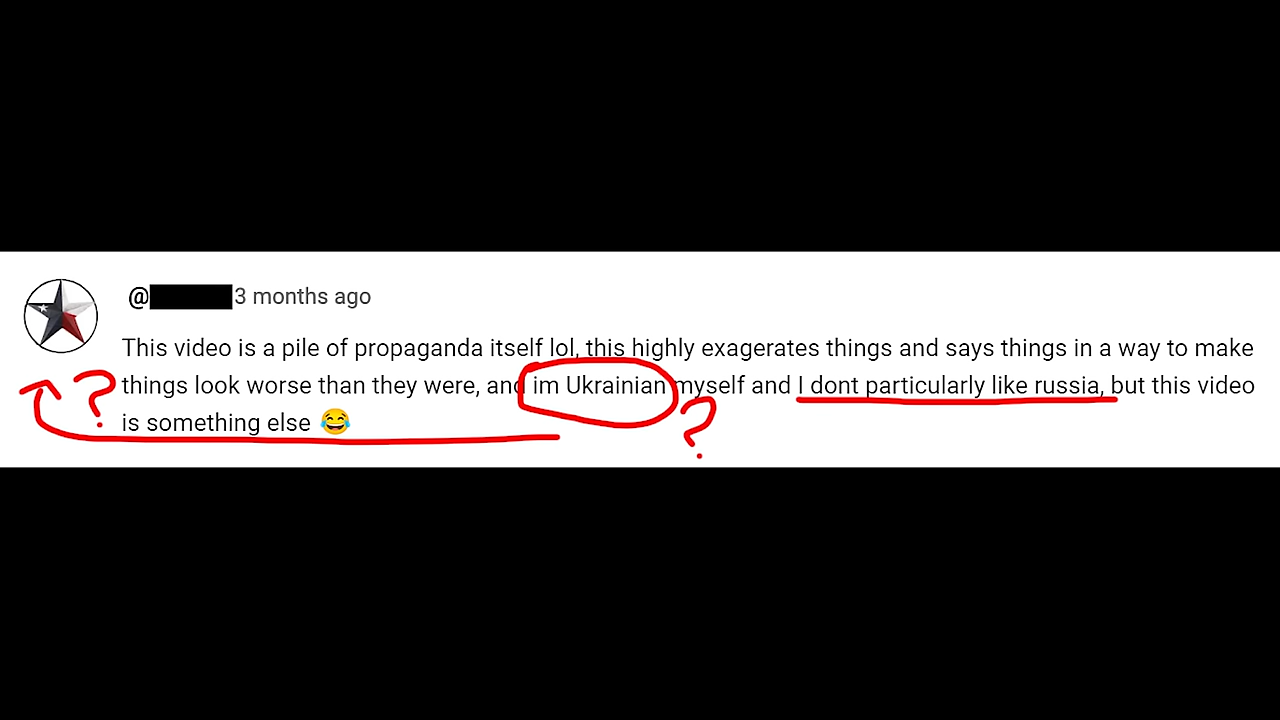 @ 3 months ago
This video is a pile of propaganda itself lol, this highly exagerates things and says things in a way to make
things look worse than they were, and im Ukrainian myself and I dont particularly like russia, but this video
is something else 😂
?
?